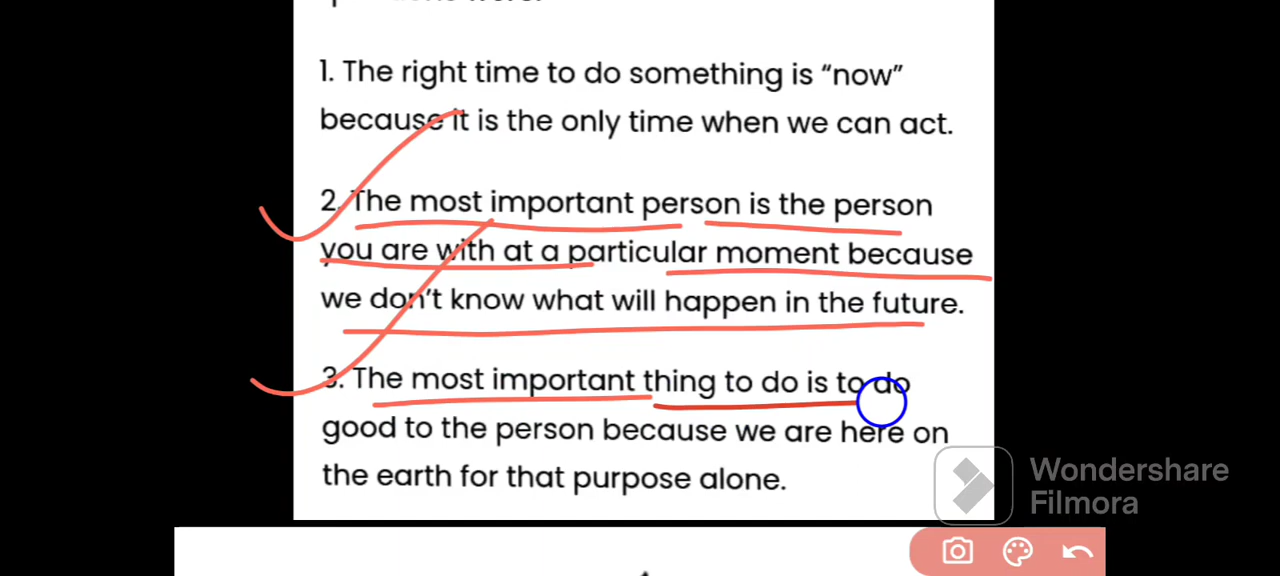 1. The right time to do something is “now”
because it is the only time when we can act.
2. The most important person is the person
you are with at a particular moment because
we don't know what will happen in the future.
3. The most important thing to do is to do
good to the person because we are here on
the earth for that purpose alone.
Wondershare
Filmora